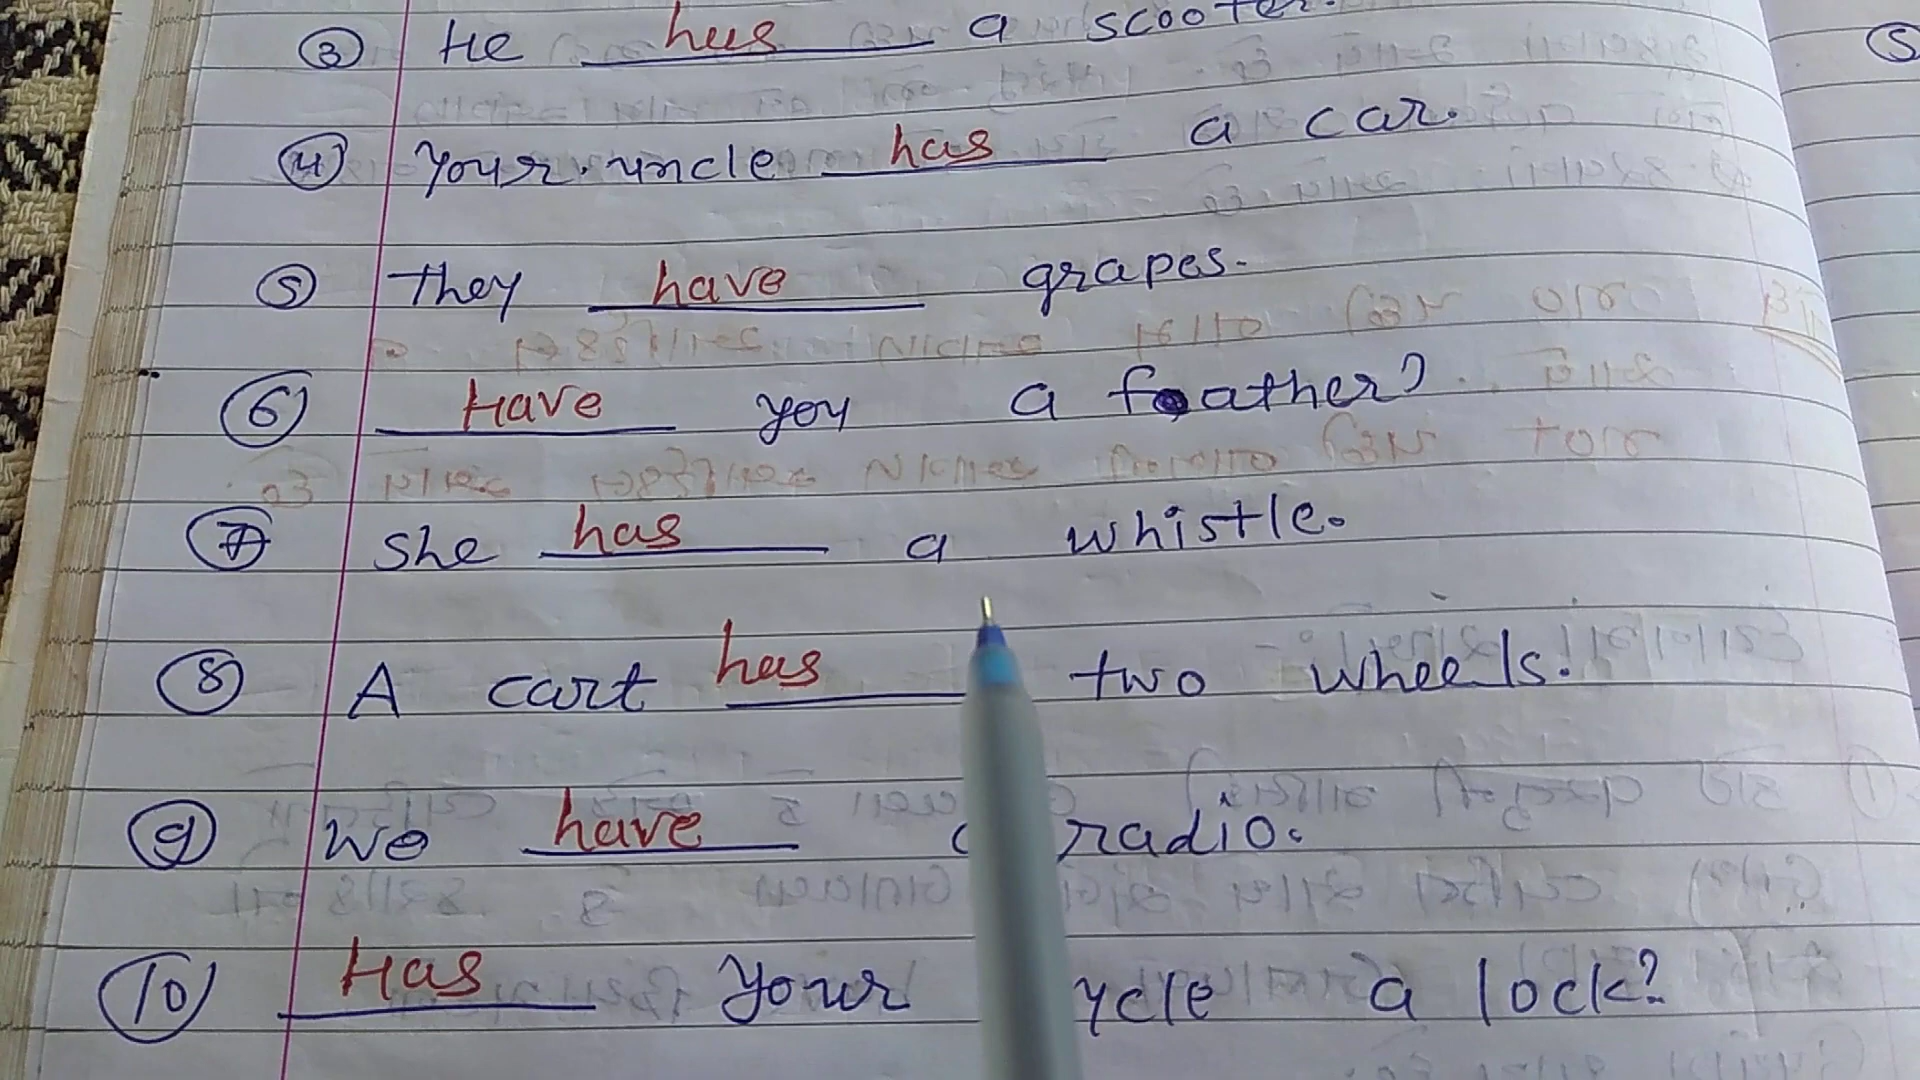 ③ He has a scooter.
④ Your uncle has a car.
⑤ They have grapes.
⑥ Have you a father?
⑦ She has a whistle.
⑧ A cart has two wheels.
⑨ We have radio.
⑩ Has your ycle a lock?